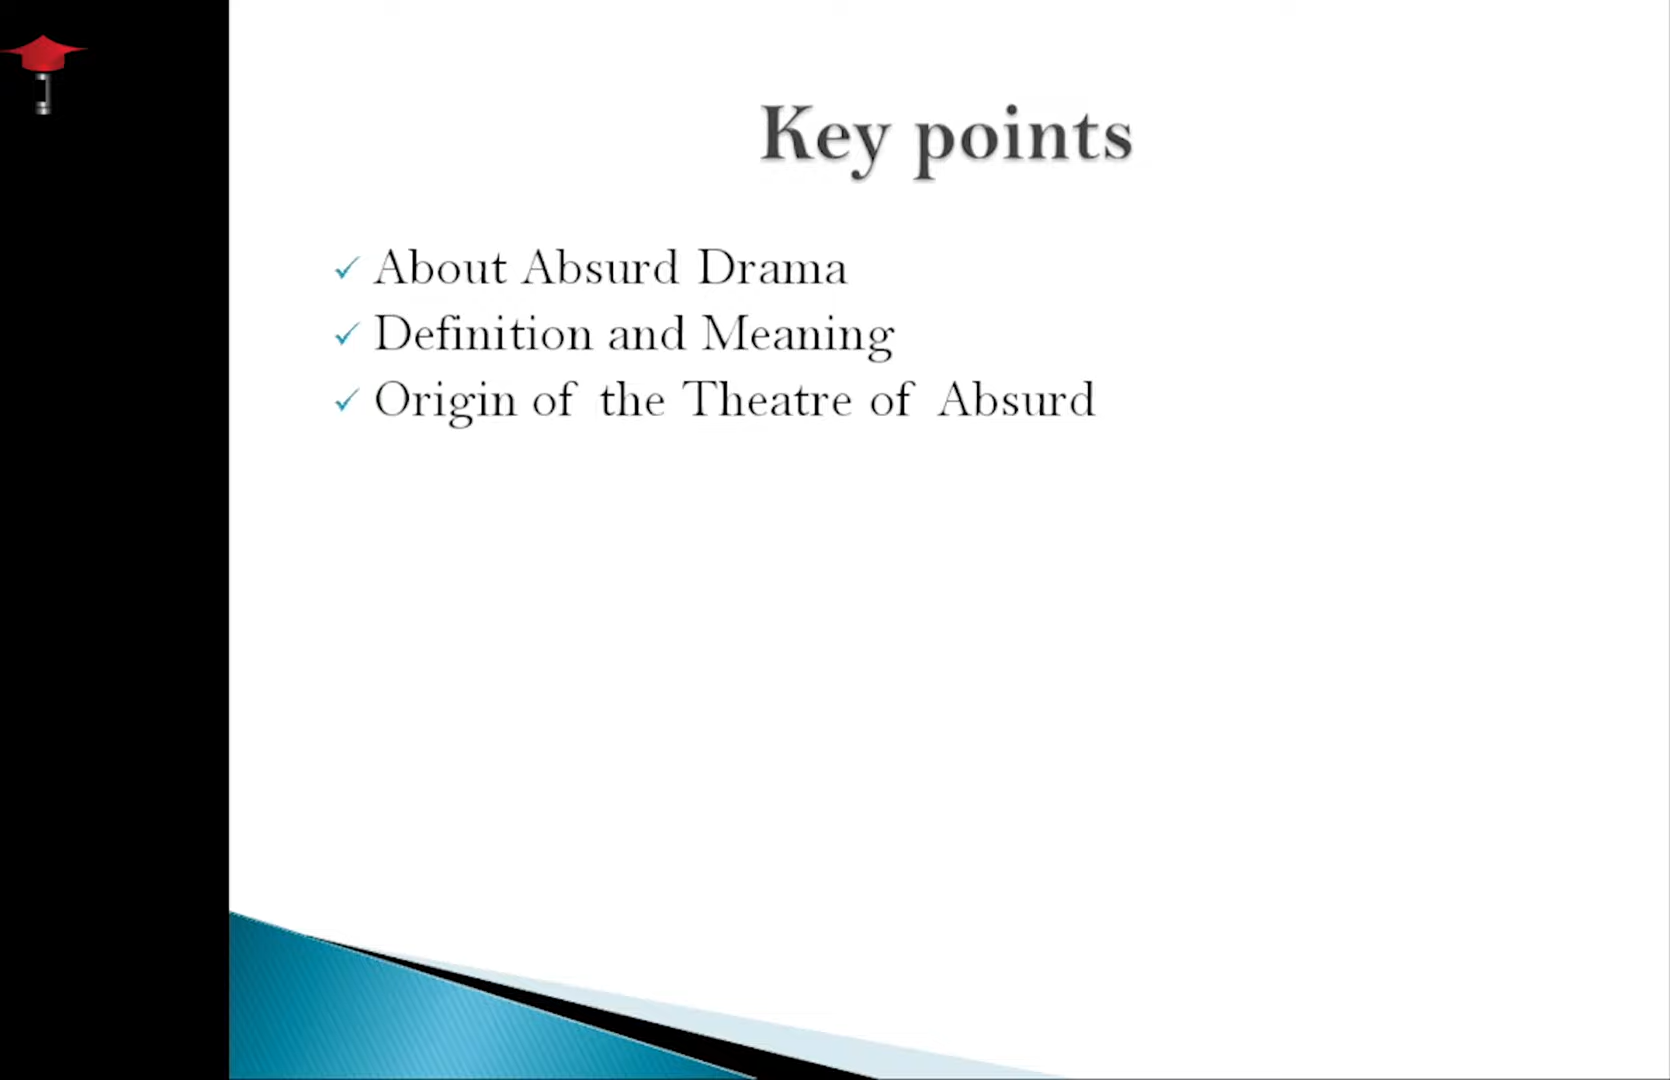 Key points
✓ About Absurd Drama
✓ Definition and Meaning
✓ Origin of the Theatre of Absurd